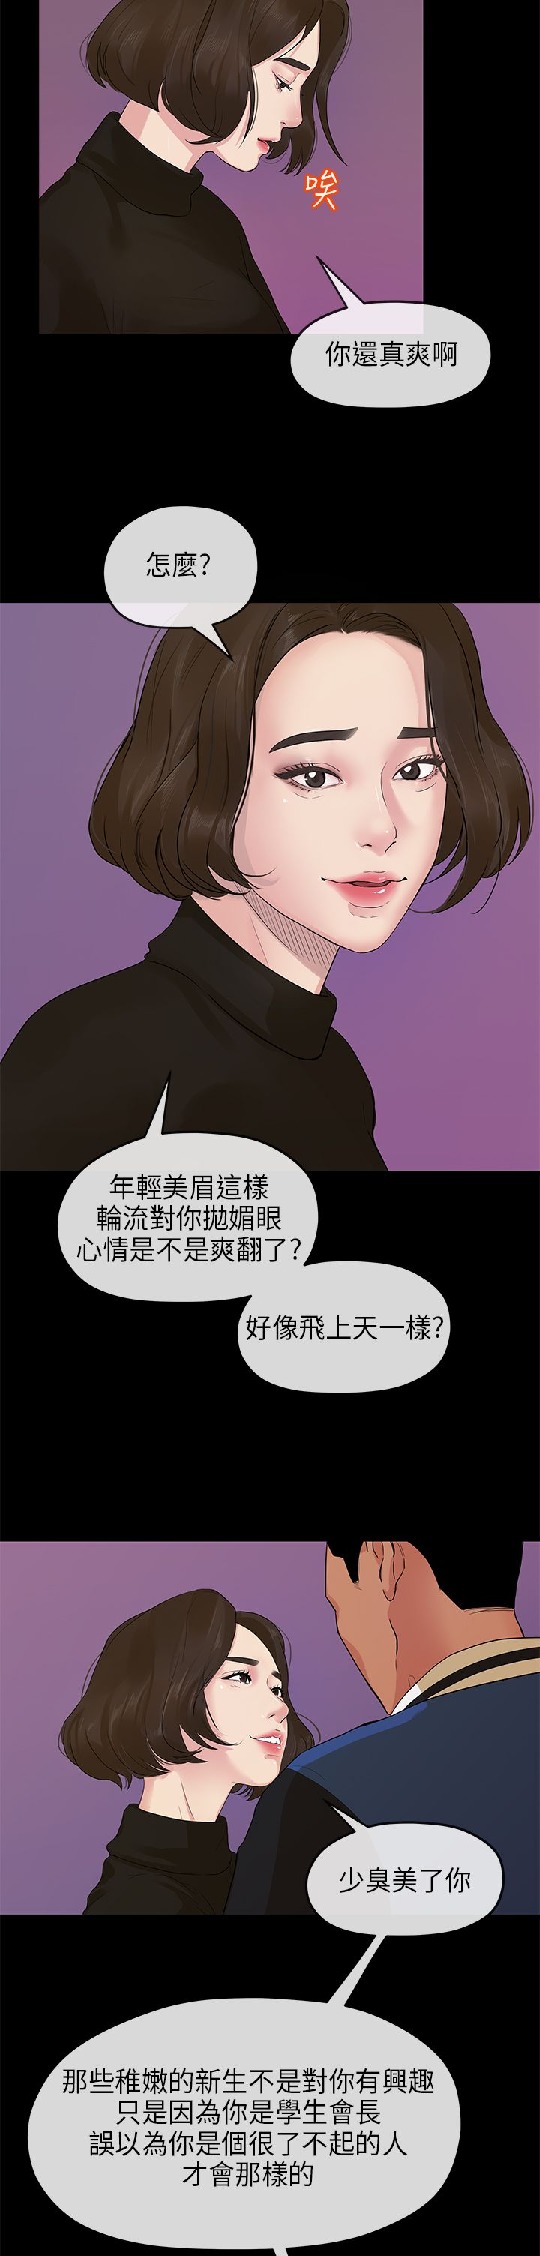 唉
你還真爽啊
怎麼?
年輕美眉這樣
輪流對你拋媚眼
心情是不是爽翻了?
好像飛上天一樣?
少臭美了你
那些稚嫩的新生不是對你有興趣
只是因為你是學生會長
誤以為你是個很了不起的人
才會那樣的